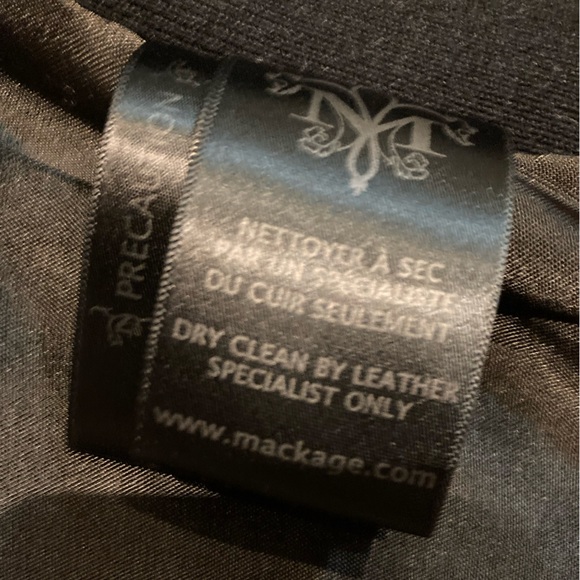 PRECAUTION
NETTOYER À SEC
PAR UN SPÉCIALISTE
DU CUIR SEULEMENT
DRY CLEAN BY LEATHER
SPECIALIST ONLY
www.mackage.com